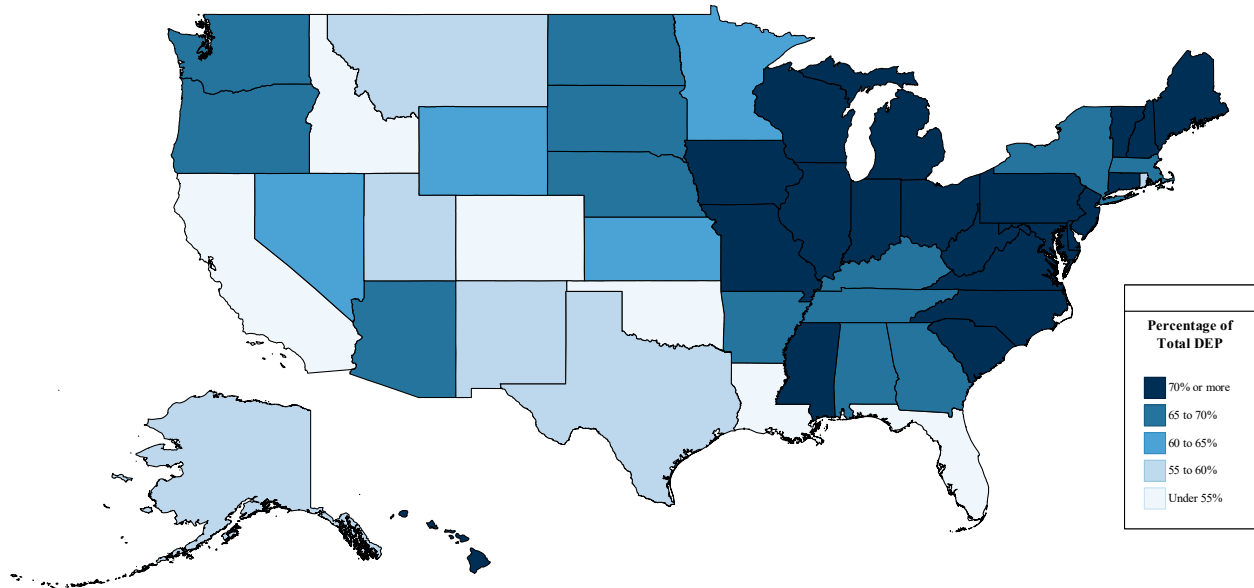 Percentage of
Total DEP
70% or more
65 to 70%
60 to 65%
55 to 60%
Under 55%